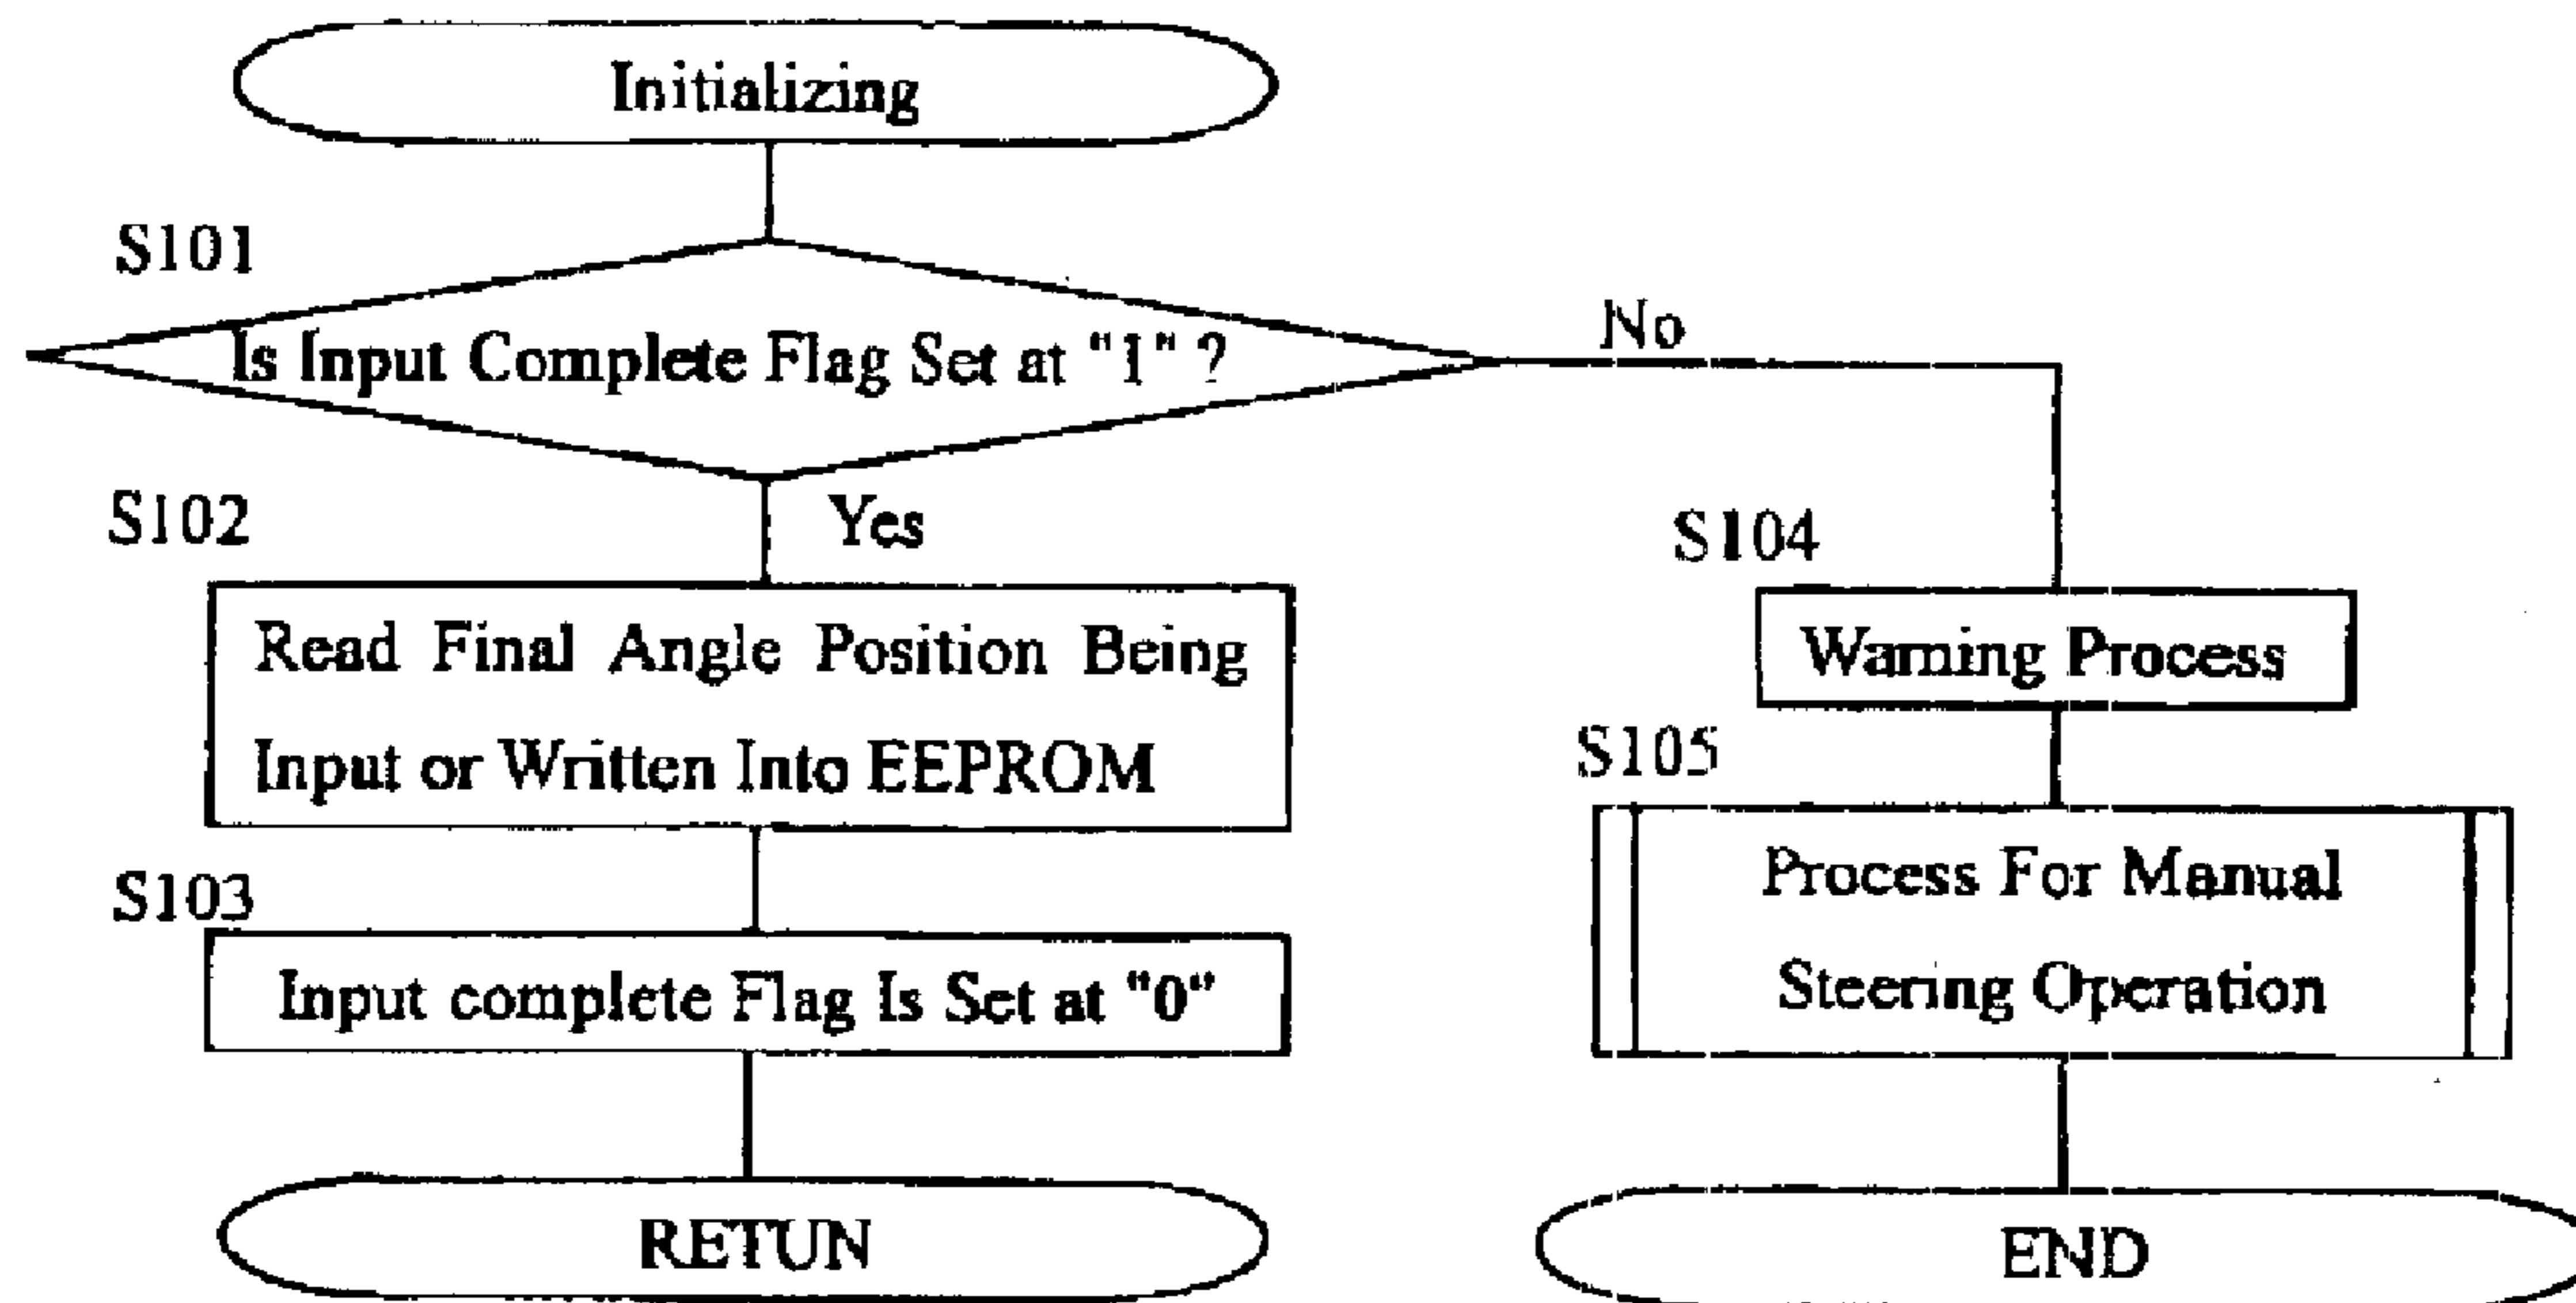 Initializing
S101
Is Input Complete Flag Set at "1" ?
No
S102
Yes
Read Final Angle Position Being
Input or Written Into EEPROM
S103
Input complete Flag Is Set at "0"
RETUN
S104
Warning Process
S105
Process For Manual
Steering Operation
END